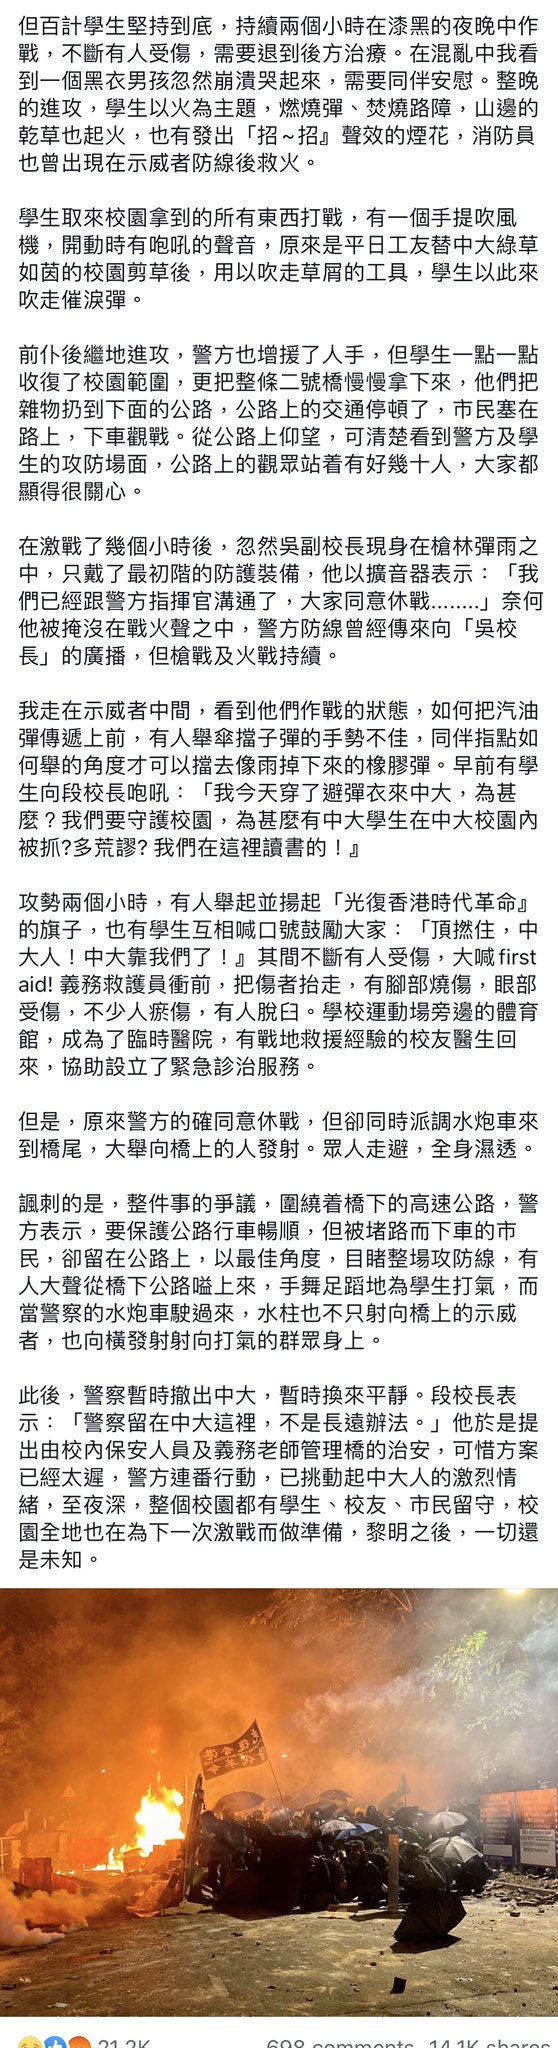 但百計學生堅持到底，持續兩個小時在漆黑的夜晚中作
戰，不斷有人受傷，需要退到後方治療。在混亂中我看
到一個黑衣男孩忽然崩潰哭起來，需要同伴安慰。整晚
的進攻，學生以火為主題，燃燒彈、焚燒路障，山邊的
乾草也起火，也有發出「招~招』聲效的煙花，消防員
也曾出現在示威者防線後救火。
學生取來校園拿到的所有東西打戰，有一個手提吹風
機，開動時有咆吼的聲音，原來是平日工友替中大綠草
如茵的校園剪草後，用以吹走草屑的工具，學生以此來
吹走催淚彈。
前仆後繼地進攻，警方也增援了人手，但學生一點一點
收復了校園範圍，更把整條二號橋慢慢拿下來，他們把
雜物扔到下面的公路，公路上的交通停頓了，市民塞在
路上，下車觀戰。從公路上仰望，可清楚看到警方及學
生的攻防場面，公路上的觀眾站着有好幾十人，大家都
顯得很關心。
在激戰了幾個小時後，忽然吳副校長現身在槍林彈雨之
中，只戴了最初階的防護裝備，他以擴音器表示：「我
們已經跟警方指揮官溝通了，大家同意休戰........」奈何
他被掩沒在戰火聲之中，警方防線曾經傳來向「吳校
長」的廣播，但槍戰及火戰持續。
我走在示威者中間，看到他們作戰的狀態，如何把汽油
彈傳遞上前，有人舉傘擋子彈的手勢不佳，同伴指點如
何舉的角度才可以擋去像雨掉下來的橡膠彈。早前有學
生向段校長咆吼：「我今天穿了避彈衣來中大，為甚
麼？我們要守護校園，為甚麼有中大學生在中大校園內
被抓?多荒謬? 我們在這裡讀書的！』
攻勢兩個小時，有人舉起並揚起「光復香港時代革命』
的旗子，也有學生互相喊口號鼓勵大家：「頂撚住，中
大人！中大靠我們了！』其間不斷有人受傷，大喊first
aid! 義務救護員衝前，把傷者抬走，有腳部燒傷，眼部
受傷，不少人瘀傷，有人脫臼。學校運動場旁邊的體育
館，成為了臨時醫院，有戰地救援經驗的校友醫生回
來，協助設立了緊急診治服務。
但是，原來警方的確同意休戰，但卻同時派調水炮車來
到橋尾，大舉向橋上的人發射。眾人走避，全身濕透。
諷刺的是，整件事的爭議，圍繞着橋下的高速公路，警
方表示，要保護公路行車暢順，但被堵路而下車的市
民，卻留在公路上，以最佳角度，目睹整場攻防線，有
人大聲從橋下公路嗌上來，手舞足蹈地為學生打氣，而
當警察的水炮車駛過來，水柱也不只射向橋上的示威
者，也向橫發射射向打氣的群眾身上。
此後，警察暫時撤出中大，暫時換來平靜。段校長表
示：「警察留在中大這裡，不是長遠辦法。」他於是提
出由校內保安人員及義務老師管理橋的治安，可惜方案
已經太遲，警方連番行動，已挑動起中大人的激烈情
緒，至夜深，整個校園都有學生、校友、市民留守，校
園全地也在為下一次激戰而做準備，黎明之後，一切還
是未知。
光復香港
時代革命
21.2K 698 comments 14.1K shares